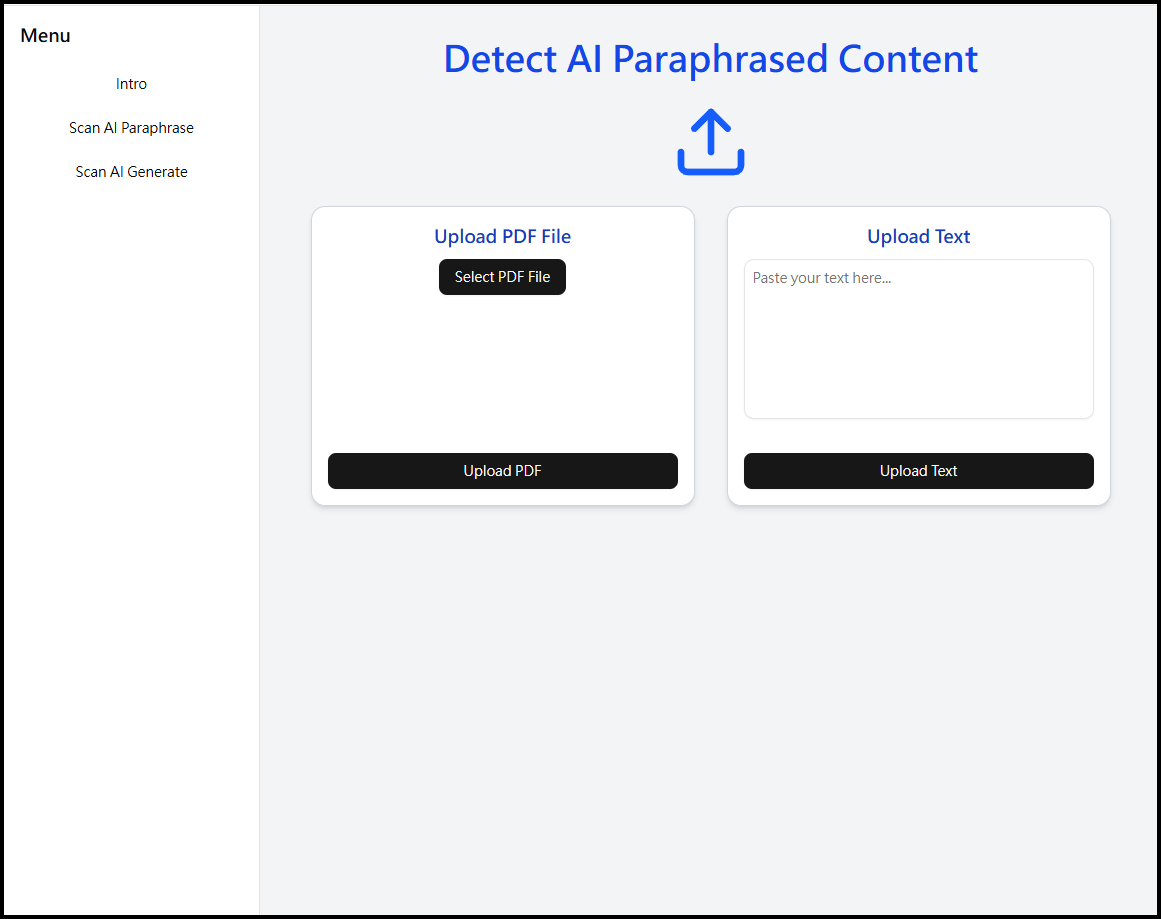 Menu
Intro
Scan AI Paraphrase
Scan AI Generate
Detect AI Paraphrased Content
Upload PDF File
Select PDF File
Upload PDF
Upload Text
Paste your text here...
Upload Text